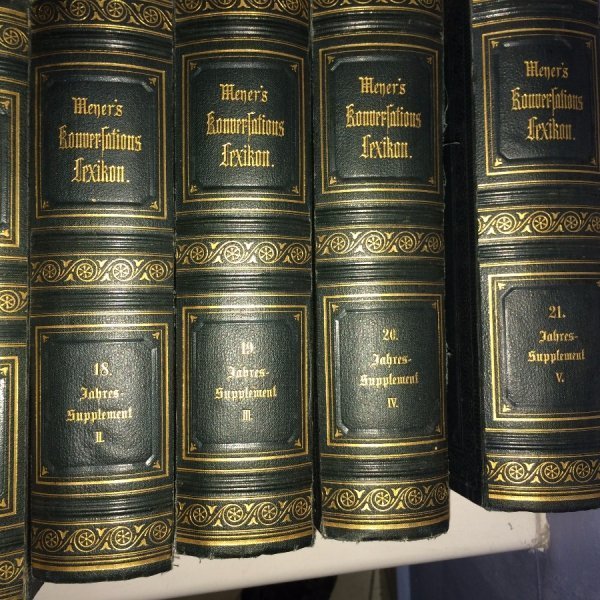 Meyer's
Konversations
Lexikon.
18.
Jahres-
Supplement
II.
Meyer's
Konversations
Lexikon.
19.
Jahres-
Supplement
III.
Meyer's
Konversations
Lexikon.
20.
Jahres-
Supplement
IV.
Meyer's
Konversations
Lexikon.
21.
Jahres-
Supplement
V.